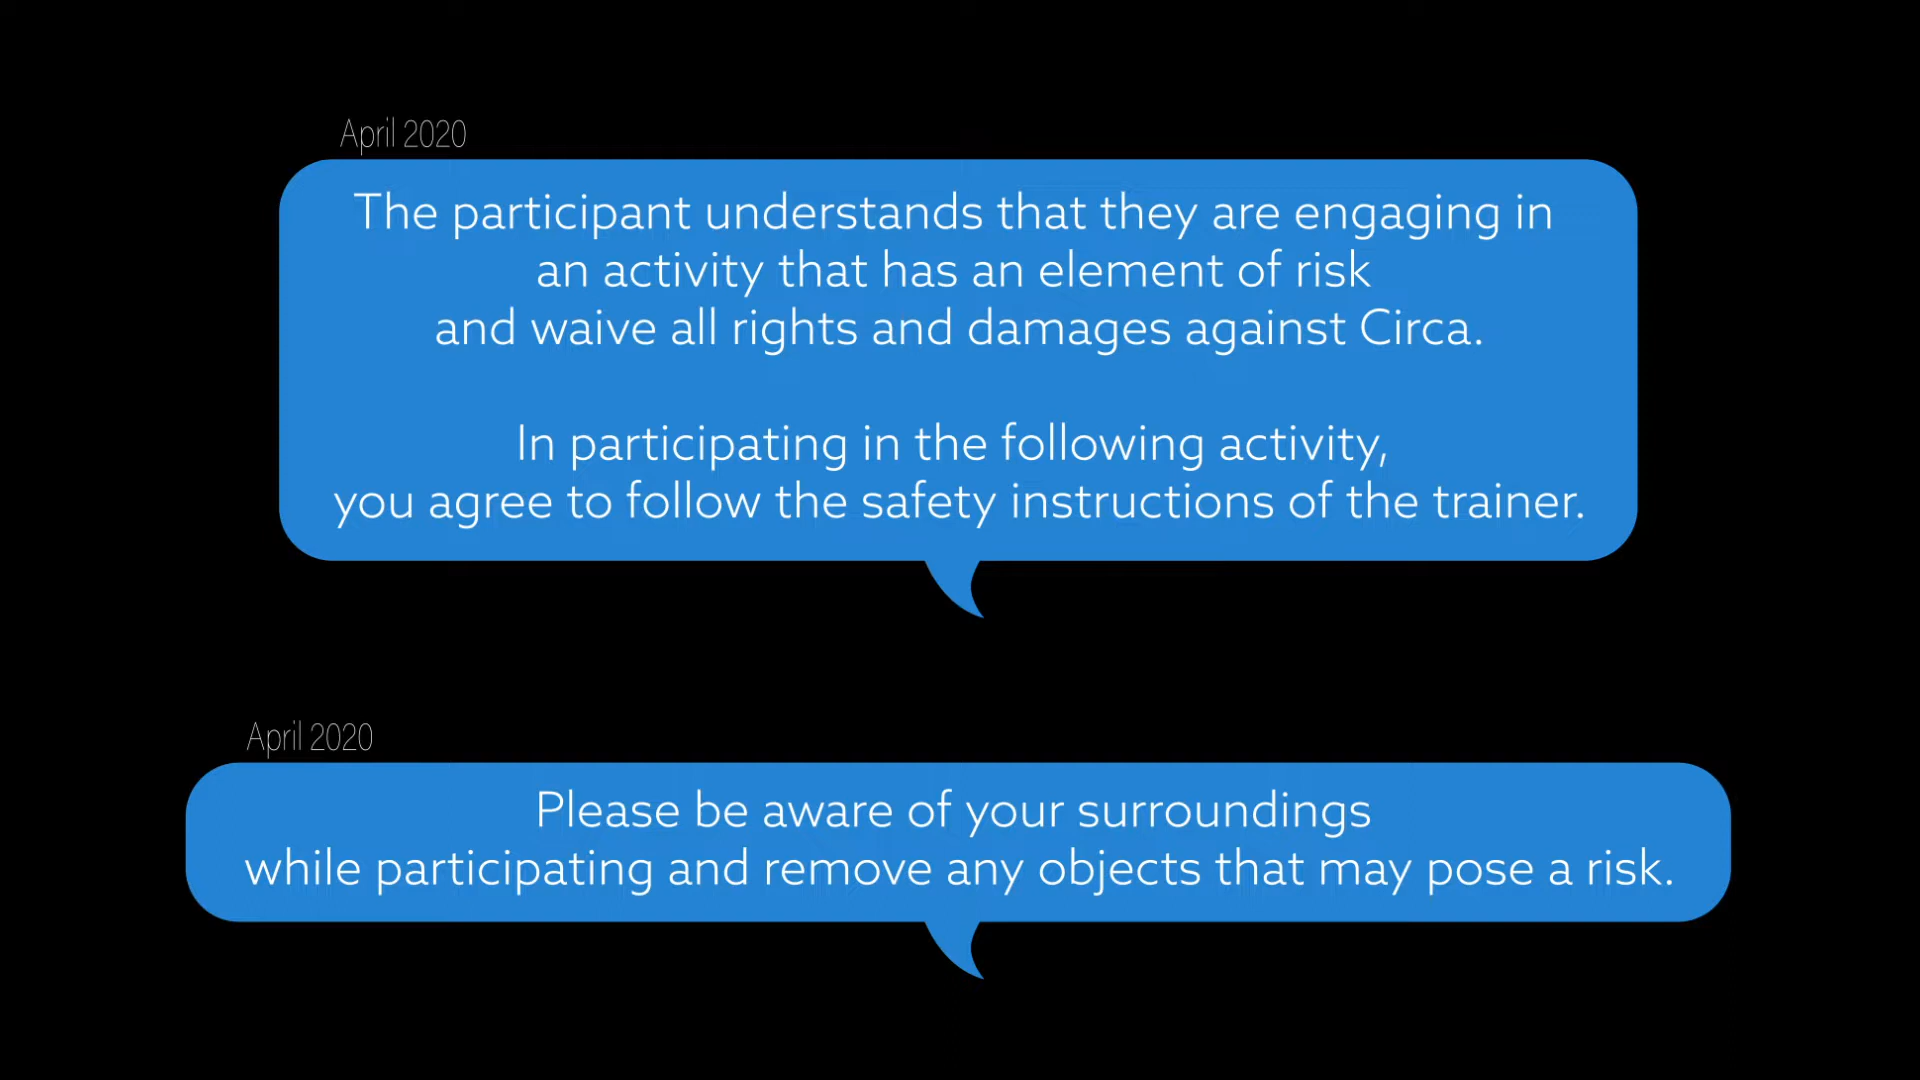 April 2020
The participant understands that they are engaging in
an activity that has an element of risk
and waive all rights and damages against Circa.
In participating in the following activity,
you agree to follow the safety instructions of the trainer.
April 2020
Please be aware of your surroundings
while participating and remove any objects that may pose a risk.